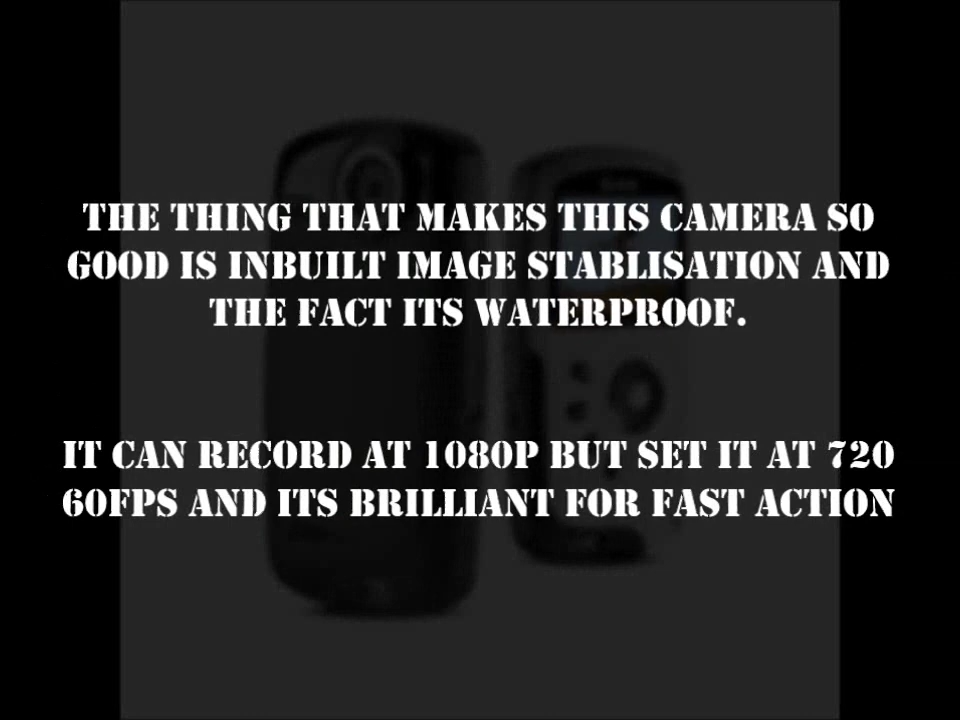 THE THING THAT MAKES THIS CAMERA SO
GOOD IS INBUILT IMAGE STABLISATION AND
THE FACT ITS WATERPROOF.
IT CAN RECORD AT 1080P BUT SET IT AT 720
60FPS AND ITS BRILLIANT FOR FAST ACTION